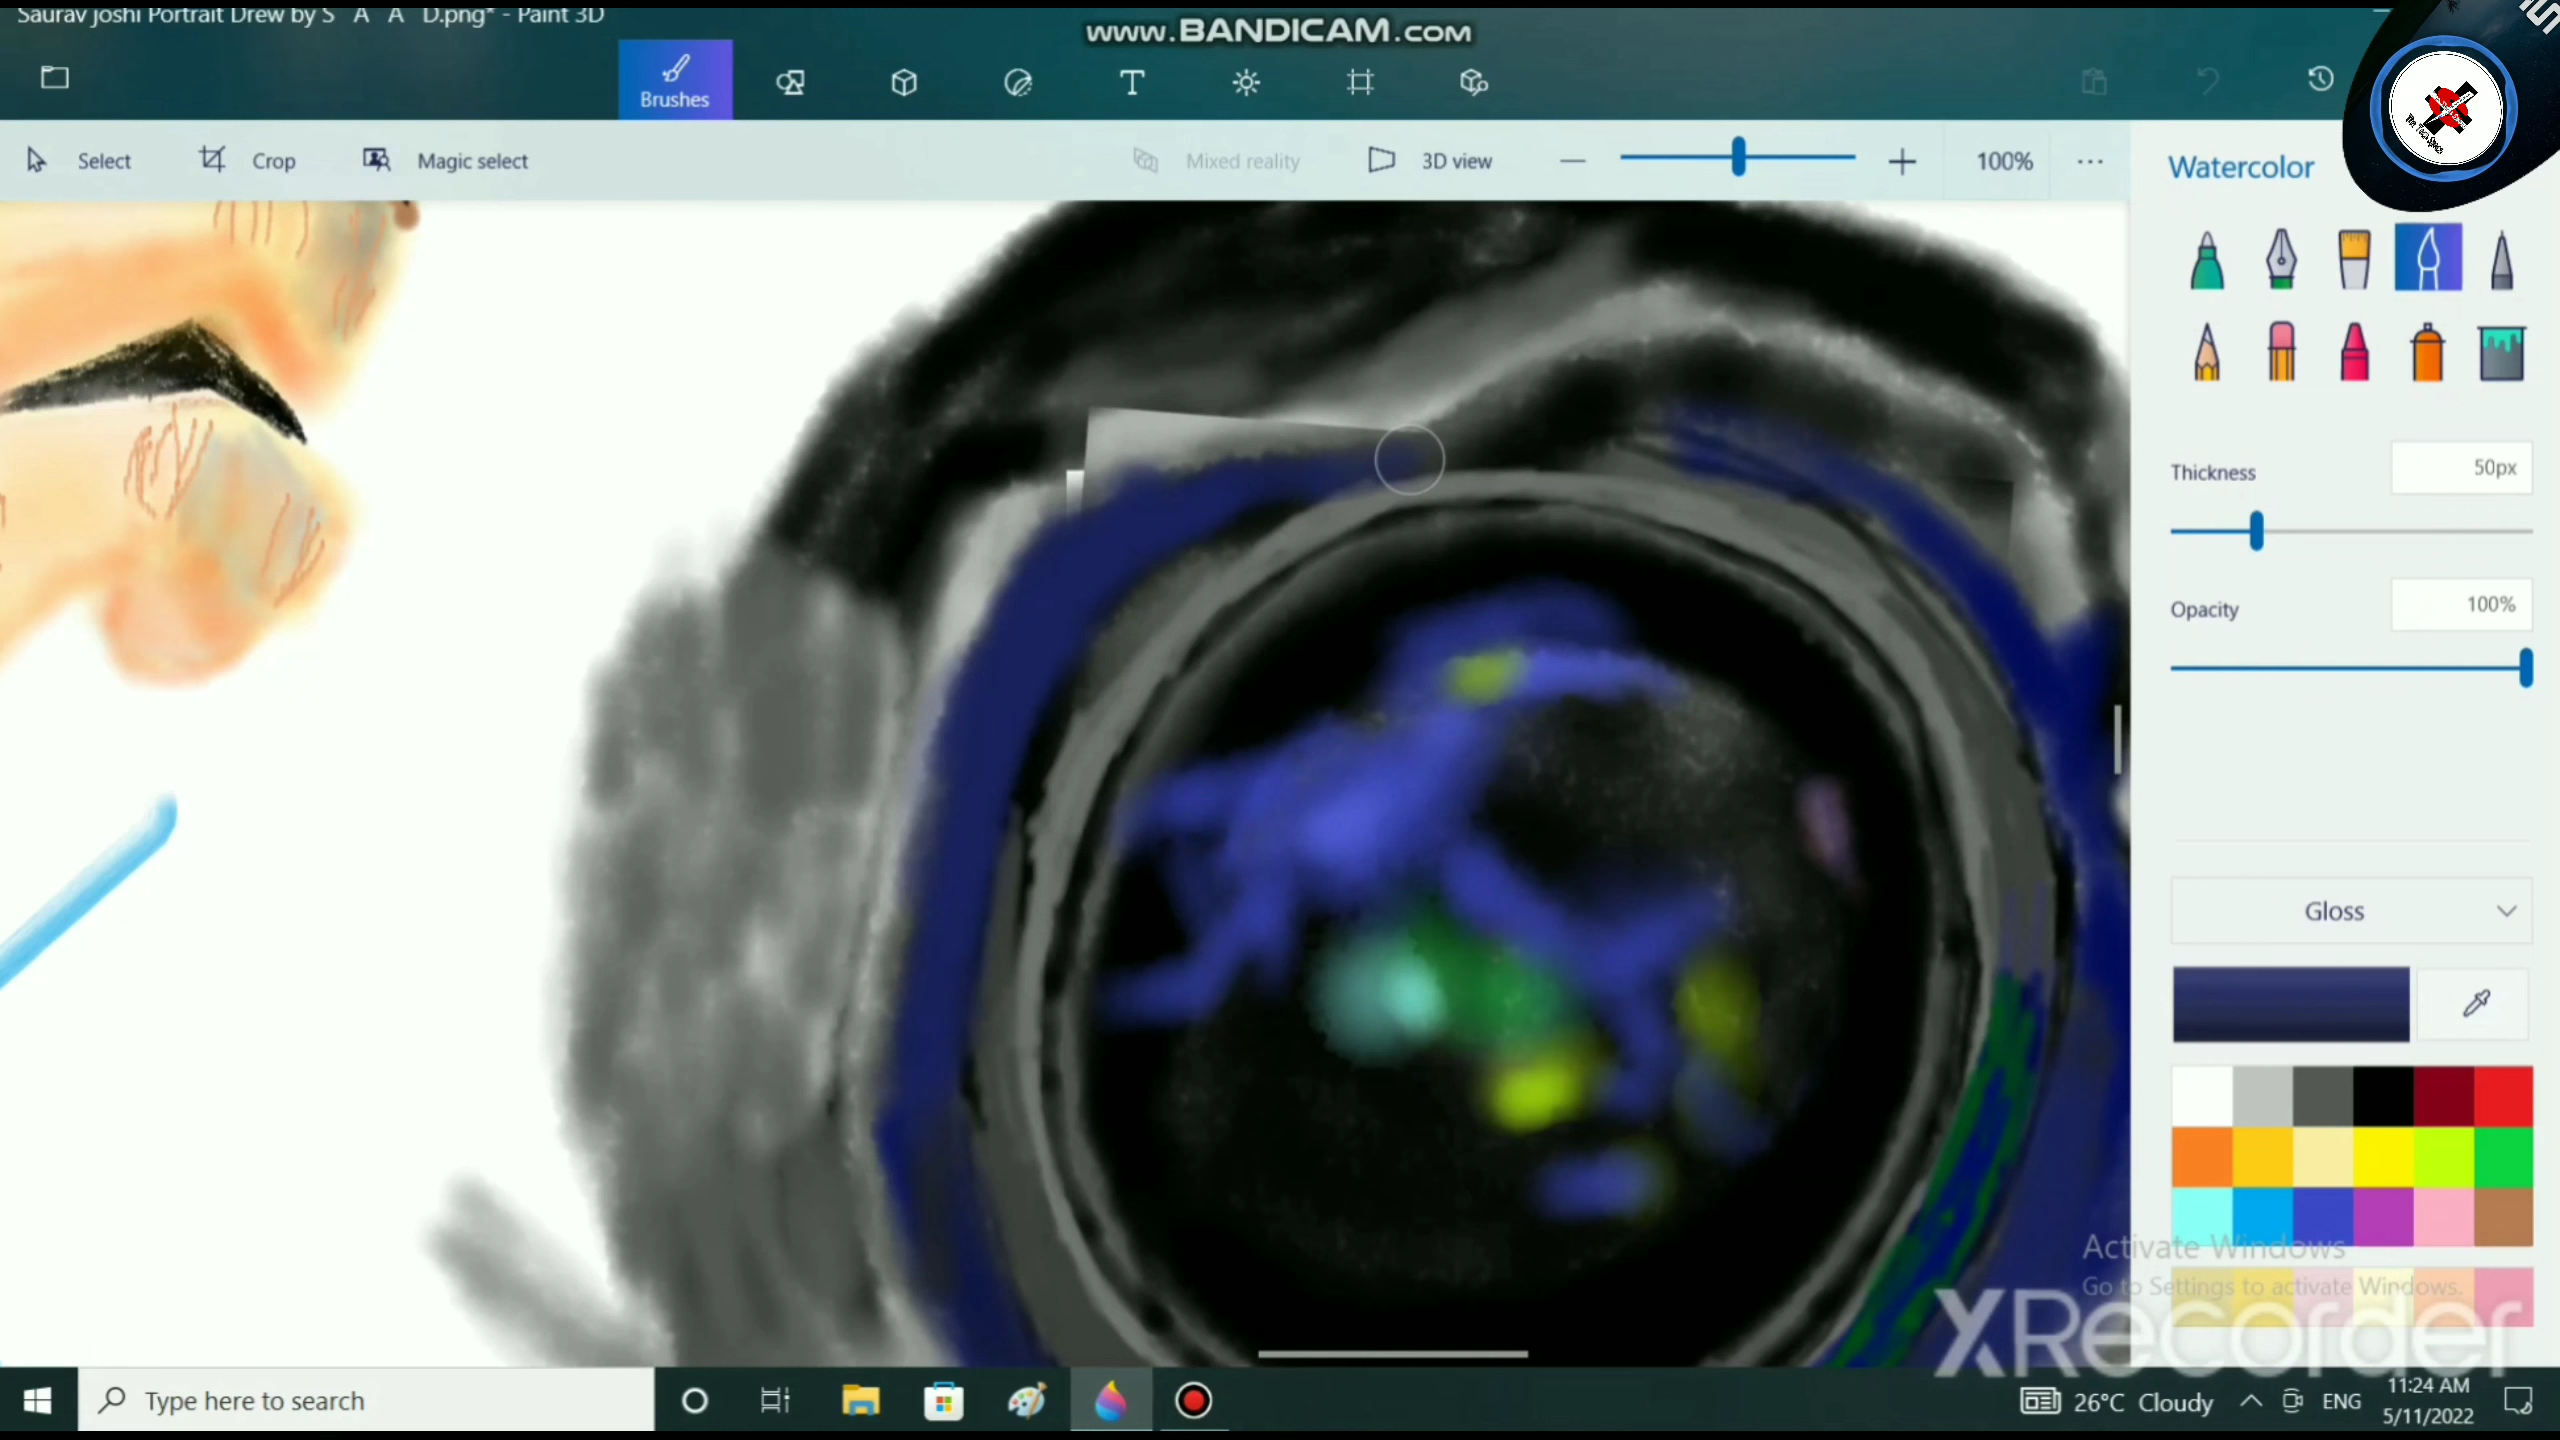 Saurav joshi Portrait Drew by S A A D.png* - Paint 3D
www.BANDICAM.com
Brushes
Select
Crop
Magic select
Mixed reality
3D view
100%
Watercolor
Thickness
50px
Opacity
100%
Gloss
Activate Windows
Go to Settings to activate Windows.
XRecorder
Type here to search
26°C Cloudy
ENG
11:24 AM
5/11/2022